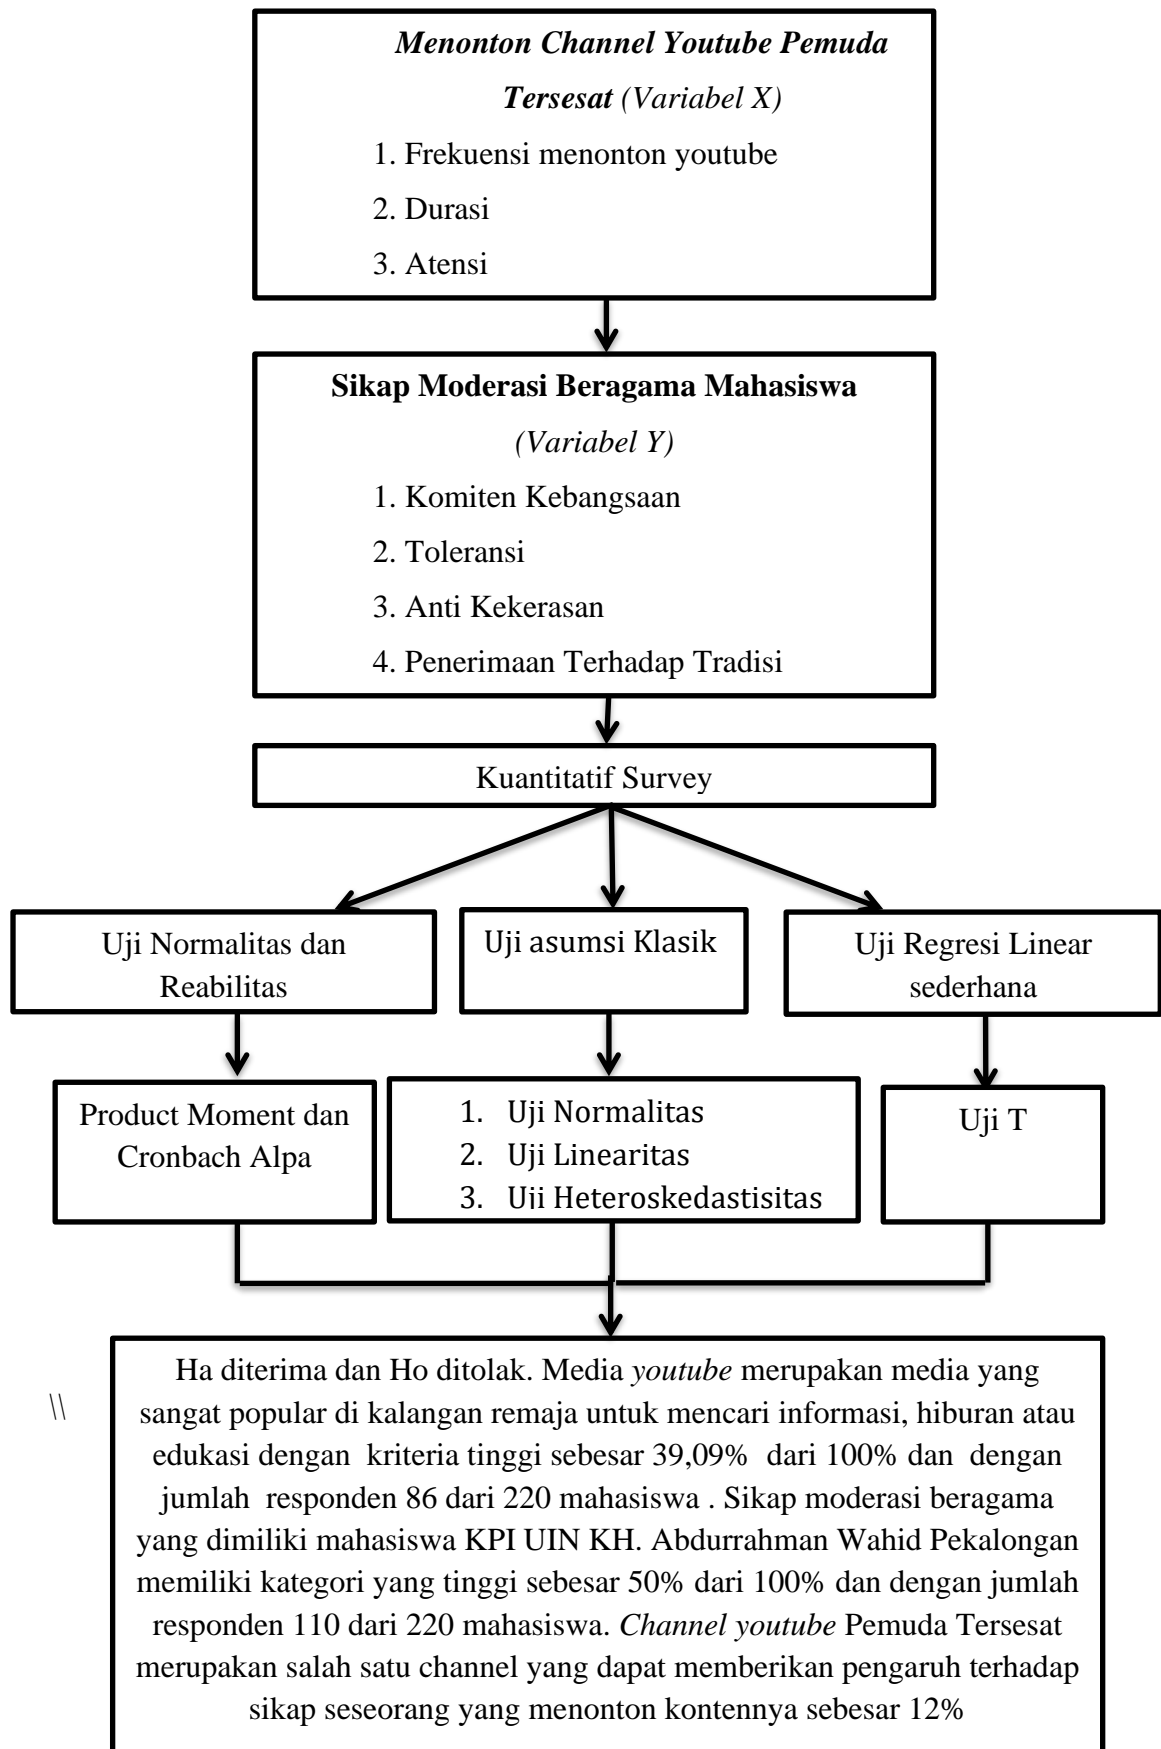 Menonton Channel Youtube Pemuda
Tersesat (Variabel X)
1. Frekuensi menonton youtube
2. Durasi
3. Atensi
Sikap Moderasi Beragama Mahasiswa
(Variabel Y)
1. Komiten Kebangsaan
2. Toleransi
3. Anti Kekerasan
4. Penerimaan Terhadap Tradisi
Kuantitatif Survey
Uji Normalitas dan
Reabilitas
Uji asumsi Klasik
Uji Regresi Linear
sederhana
Product Moment dan
Cronbach Alpa
1. Uji Normalitas
2. Uji Linearitas
3. Uji Heteroskedastisitas
Uji T
Ha diterima dan Ho ditolak. Media youtube merupakan media yang
\\
sangat popular di kalangan remaja untuk mencari informasi, hiburan atau
edukasi dengan kriteria tinggi sebesar 39,09% dari 100% dan dengan
jumlah responden 86 dari 220 mahasiswa . Sikap moderasi beragama
yang dimiliki mahasiswa KPI UIN KH. Abdurrahman Wahid Pekalongan
memiliki kategori yang tinggi sebesar 50% dari 100% dan dengan jumlah
responden 110 dari 220 mahasiswa. Channel youtube Pemuda Tersesat
merupakan salah satu channel yang dapat memberikan pengaruh terhadap
sikap seseorang yang menonton kontennya sebesar 12%